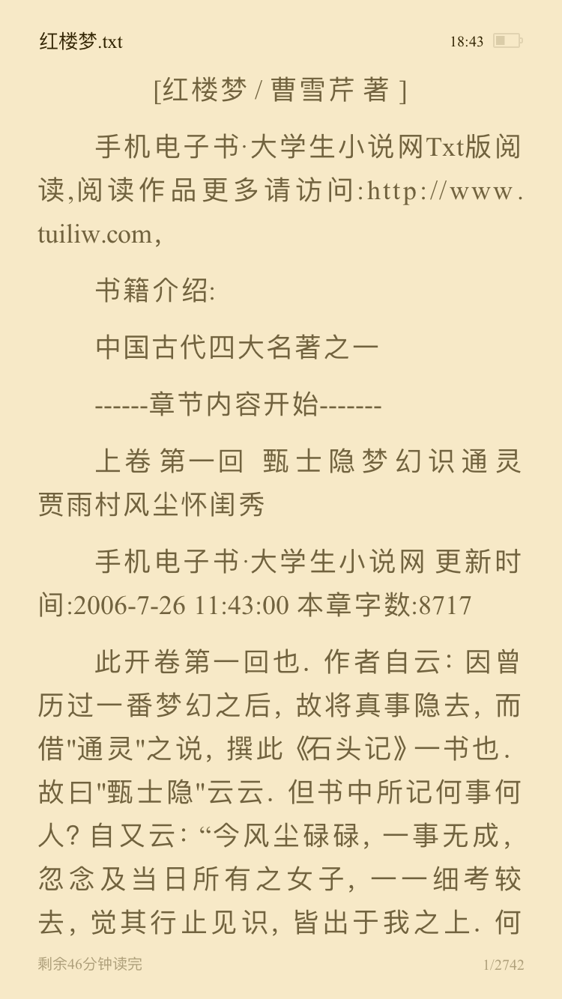 红楼梦.txt 18:43
[红楼梦 / 曹雪芹 著 ]
手机电子书·大学生小说网Txt版阅
读,阅读作品更多请访问:http://www.
tuiliw.com，
书籍介绍:
中国古代四大名著之一
------章节内容开始-------
上卷 第一回 甄士隐梦幻识通灵
贾雨村风尘怀闺秀
手机电子书·大学生小说网 更新时
间:2006-7-26 11:43:00 本章字数:8717
此开卷第一回也．作者自云：因曾
历过一番梦幻之后，故将真事隐去，而
借"通灵"之说，撰此《石头记》一书也．
故曰"甄士隐"云云．但书中所记何事何
人？自又云：“今风尘碌碌，一事无成，
忽念及当日所有之女子，一一细考较
去，觉其行止见识，皆出于我之上．何
剩余46分钟读完 1/2742